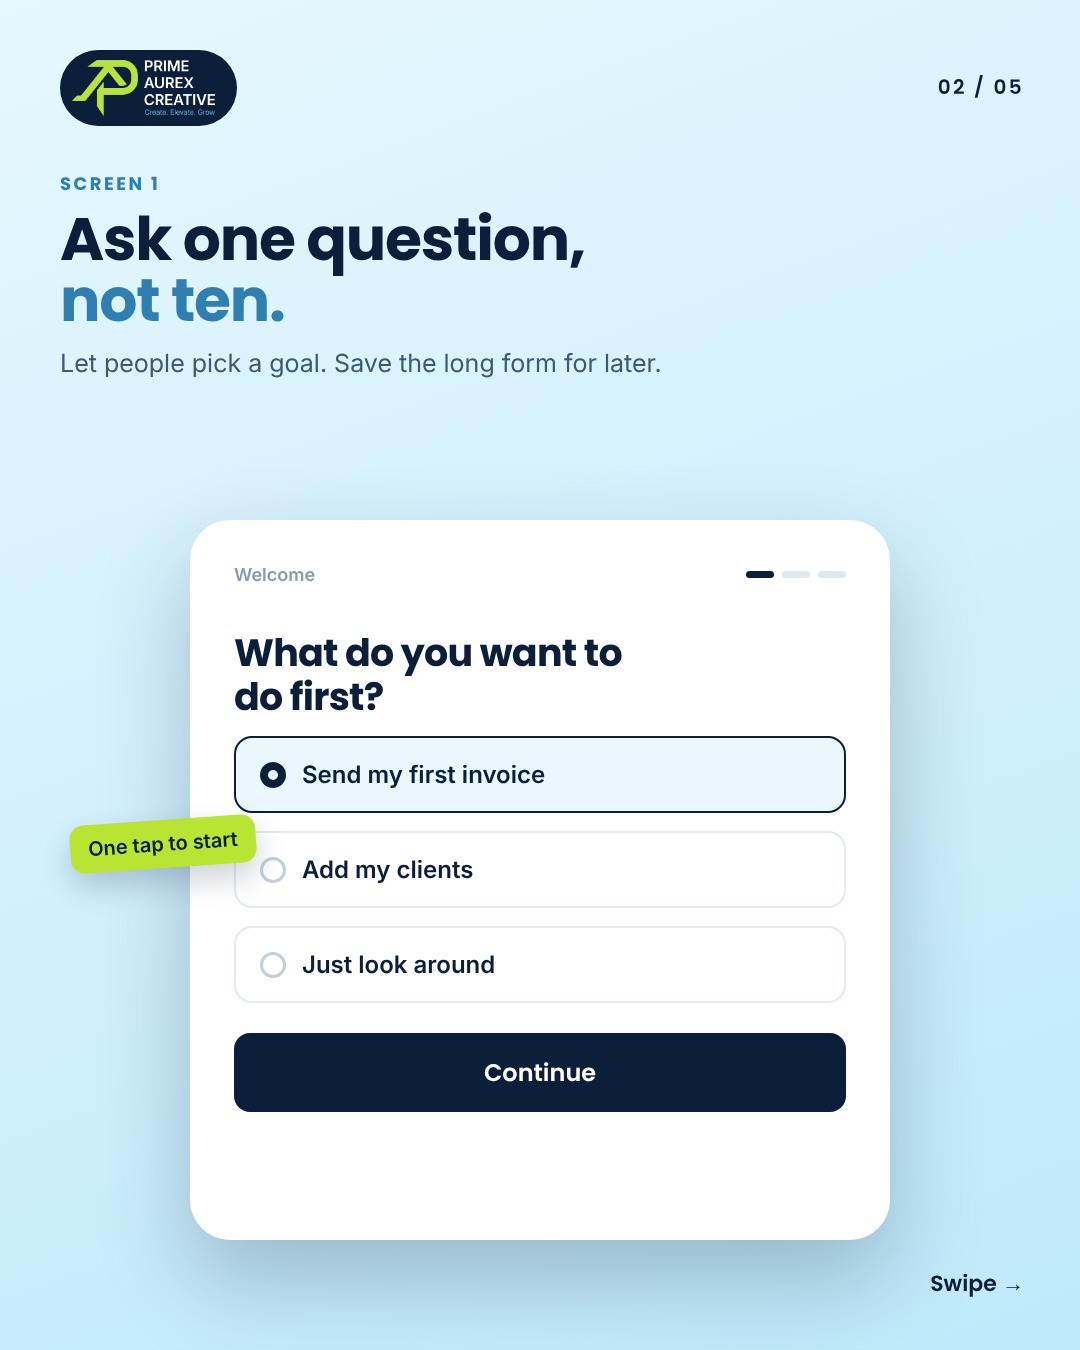 PRIME
AUREX
CREATIVE
Create. Elevate. Grow
02 / 05
SCREEN 1
Ask one question,
not ten.
Let people pick a goal. Save the long form for later.
Welcome
What do you want to
do first?
Send my first invoice
One tap to start
Add my clients
Just look around
Continue
Swipe →